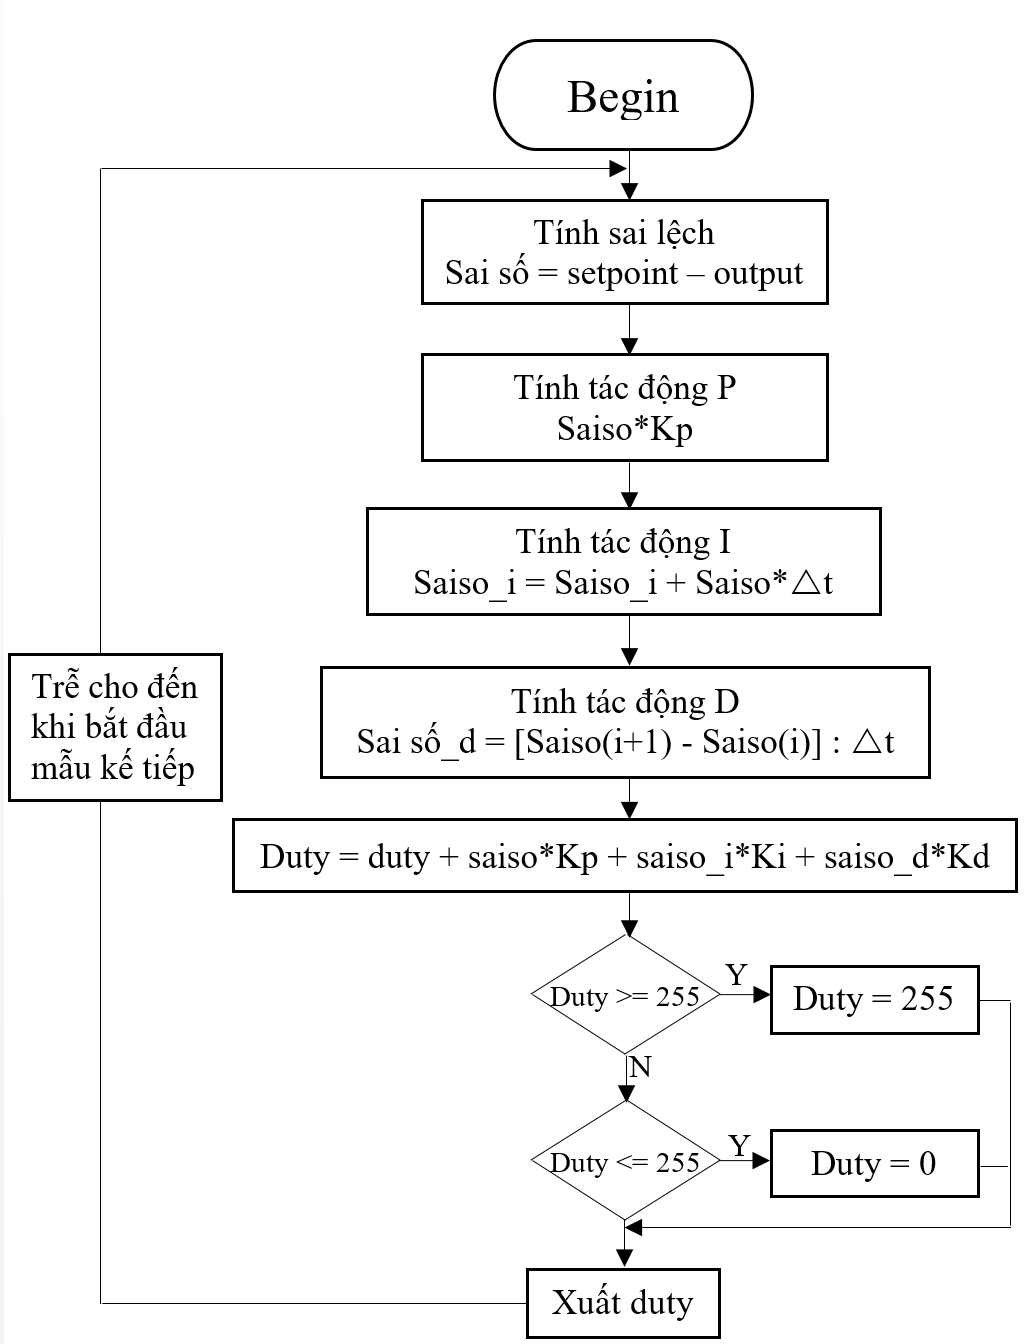 Begin
Tính sai lệch
Sai số = setpoint – output
Tính tác động P
Saiso*Kp
Tính tác động I
Saiso_i = Saiso_i + Saiso*△t
Tính tác động D
Sai số_d = [Saiso(i+1) - Saiso(i)] : △t
Trễ cho đến
khi bắt đầu
mẫu kế tiếp
Duty = duty + saiso*Kp + saiso_i*Ki + saiso_d*Kd
Duty >= 255
Y
Duty = 255
N
Duty <= 255
Y
Duty = 0
Xuất duty